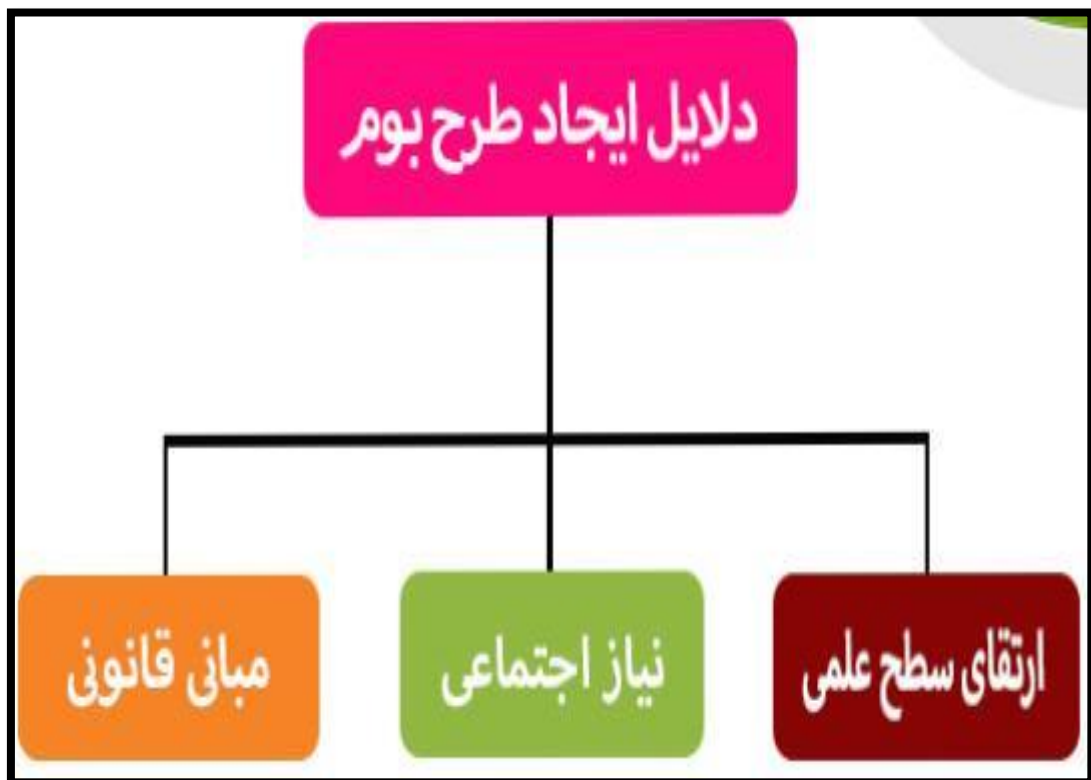 دلایل ایجاد طرح بوم
ارتقای سطح علمی
نیاز اجتماعی
مبانی قانونی